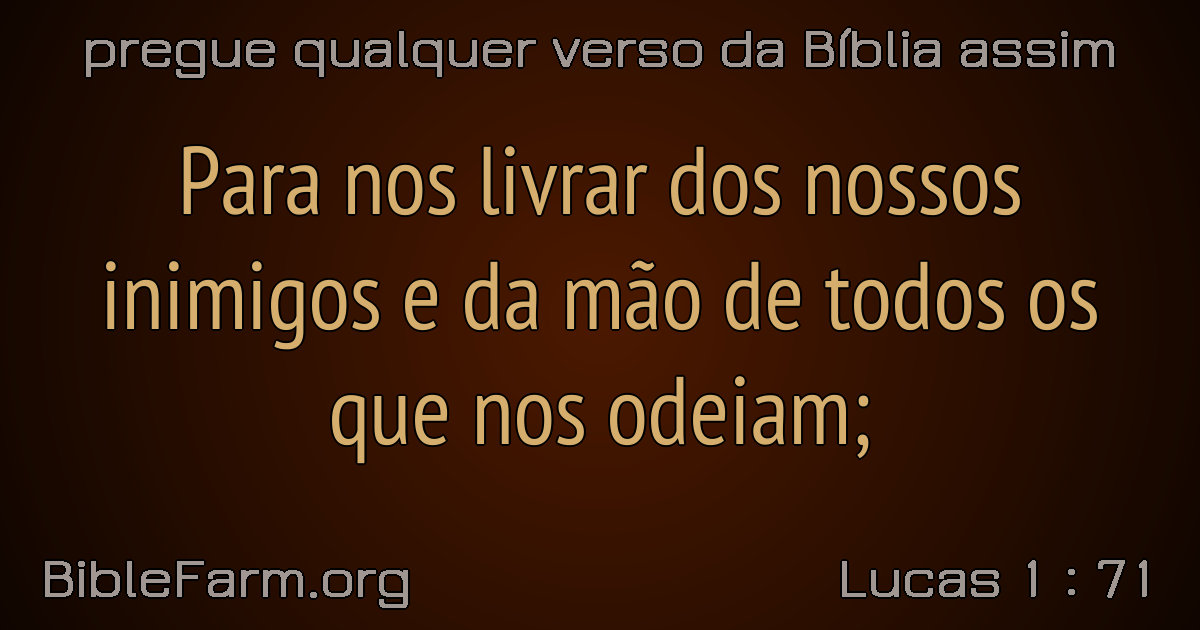 pregue qualquer verso da Bíblia assim
Para nos livrar dos nossos
inimigos e da mão de todos os
que nos odeiam;
BibleFarm.org
Lucas 1 : 71